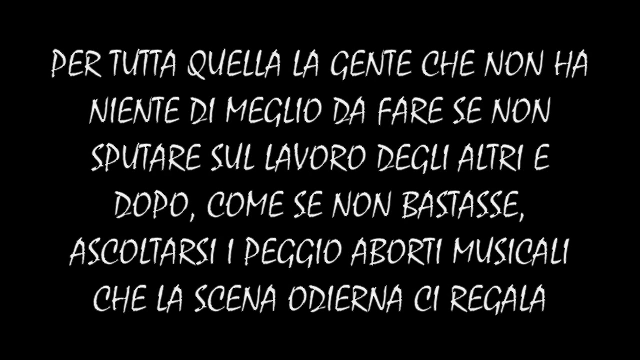 PER TUTTA QUELLA LA GENTE CHE NON HA
NIENTE DI MEGLIO DA FARE SE NON
SPUTARE SUL LAVORO DEGLI ALTRI E
DOPO, COME SE NON BASTASSE,
ASCOLTARSI I PEGGIO ABORTI MUSICALI
CHE LA SCENA ODIERNA CI REGALA